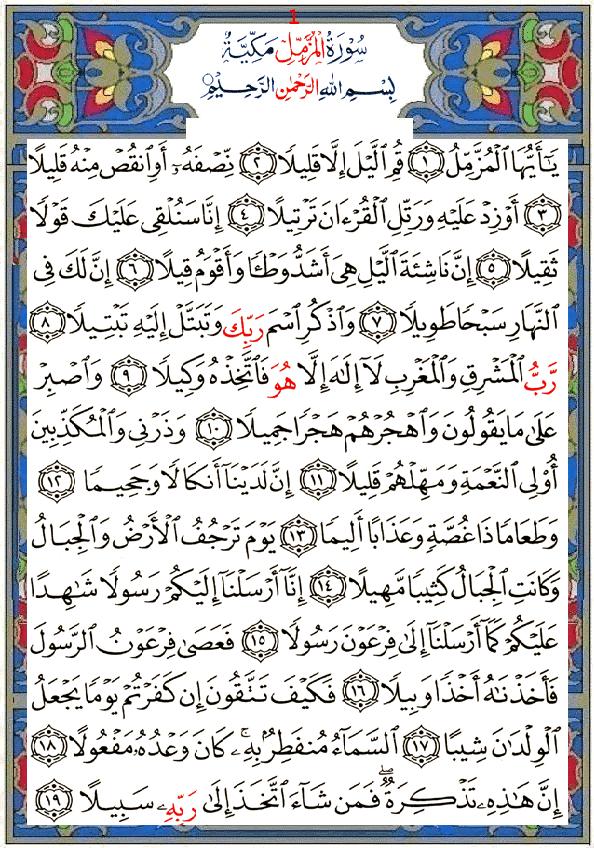 1
سُورَةُ الْمُزَّمِّلِ مَكِّيَّةٌ
بِسْمِ اللهِ الرَّحْمٰنِ الرَّحِيْمِ
يَـٰٓأَيُّهَا ٱلْمُزَّمِّلُ ١ قُمِ ٱلَّيْلَ إِلَّا قَلِيلًا ٢ نِّصْفَهُۥٓ أَوِ ٱنقُصْ مِنْهُ قَلِيلًا
٣ أَوْ زِدْ عَلَيْهِ وَرَتِّلِ ٱلْقُرْءَانَ تَرْتِيلًا ٤ إِنَّا سَنُلْقِى عَلَيْكَ قَوْلًا
ثَقِيلًا ٥ إِنَّ نَاشِئَةَ ٱلَّيْلِ هِىَ أَشَدُّ وَطْـًٔا وَأَقْوَمُ قِيلًا ٦ إِنَّ لَكَ فِى
ٱلنَّهَارِ سَبْحًا طَوِيلًا ٧ وَٱذْكُرِ ٱسْمَ رَبِّكَ وَتَبَتَّلْ إِلَيْهِ تَبْتِيلًا ٨
رَّبُّ ٱلْمَشْرِقِ وَٱلْمَغْرِبِ لَآ إِلَـٰهَ إِلَّا هُوَ فَٱتَّخِذْهُ وَكِيلًا ٩ وَٱصْبِرْ
عَلَىٰ مَا يَقُولُونَ وَٱهْجُرْهُمْ هَجْرًا جَمِيلًا ١٠ وَذَرْنِى وَٱلْمُكَذِّبِينَ
أُو۟لِى ٱلنَّعْمَةِ وَمَهِّلْهُمْ قَلِيلًا ١١ إِنَّ لَدَيْنَآ أَنكَالًا وَجَحِيمًا ١٢
وَطَعَامًا ذَا غُصَّةٍ وَعَذَابًا أَلِيمًا ١٣ يَوْمَ تَرْجُفُ ٱلْأَرْضُ وَٱلْجِبَالُ
وَكَانَتِ ٱلْجِبَالُ كَثِيبًا مَّهِيلًا ١٤ إِنَّآ أَرْسَلْنَآ إِلَيْكُمْ رَسُولًا شَـٰهِدًا
عَلَيْكُمْ كَمَآ أَرْسَلْنَآ إِلَىٰ فِرْعَوْنَ رَسُولًا ١٥ فَعَصَىٰ فِرْعَوْنُ ٱلرَّسُولَ
فَأَخَذْنَـٰهُ أَخْذًا وَبِيلًا ١٦ فَكَيْفَ تَتَّقُونَ إِن كَفَرْتُمْ يَوْمًا يَجْعَلُ
ٱلْوِلْدَٰنَ شِيبًا ١٧ ٱلسَّمَآءُ مُنفَطِرٌۢ بِهِۦ ۚ كَانَ وَعْدُهُۥ مَفْعُولًا ١٨
إِنَّ هَـٰذِهِۦ تَذْكِرَةٌ ۖ فَمَن شَآءَ ٱتَّخَذَ إِلَىٰ رَبِّهِۦ سَبِيلًا ١٩